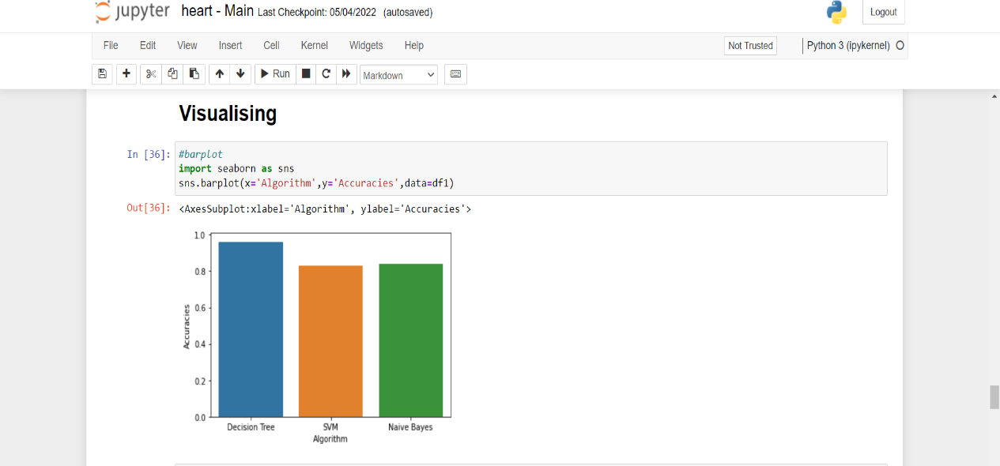 jupyter heart - Main Last Checkpoint: 05/04/2022 (autosaved) Logout
File Edit View Insert Cell Kernel Widgets Help Not Trusted Python 3 (ipykernel)
Run Markdown
Visualising
In [36]: #barplot
import seaborn as sns
sns.barplot(x='Algorithm',y='Accuracies',data=df1)
Out[36]: <AxesSubplot:xlabel='Algorithm', ylabel='Accuracies'>
1.0
0.8
0.6
0.4
0.2
0.0
Accuracies
Decision Tree SVM Naive Bayes
Algorithm